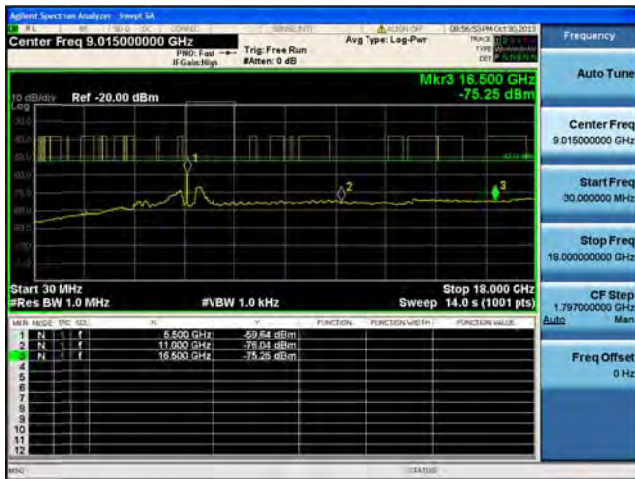 Agilent Spectrum Analyzer - Swept SA
RL
ALIGN OFF
08:56:53 PM Oct 30, 2013
Frequency
Center Freq 9.015000000 GHz
Avg Type: Log-Pwr
TRACE
TYPE
DET
PNO: Fast
Trig: Free Run
IFGain:High
#Atten: 0 dB
Auto Tune
Mkr3 16.500 GHz
-75.25 dBm
10 dB/div
Ref -20.00 dBm
Log
Center Freq
9.015000000 GHz
1
2
3
Start Freq
30.000000 MHz
Stop Freq
18.000000000 GHz
Start 30 MHz
Stop 18.000 GHz
#Res BW 1.0 MHz
#VBW 1.0 kHz
Sweep 14.0 s (1001 pts)
CF Step
1.797000000 GHz
Auto
Man
MKR MODE TRC SCL
X
Y
FUNCTION
FUNCTION WIDTH
FUNCTION VALUE
1 N f 5.500 GHz -59.64 dBm
2 N f 11.000 GHz -76.04 dBm
3 N f 16.500 GHz -75.25 dBm
4
5
6
7
8
9
10
11
12
Freq Offset
0 Hz
MSG
STATUS